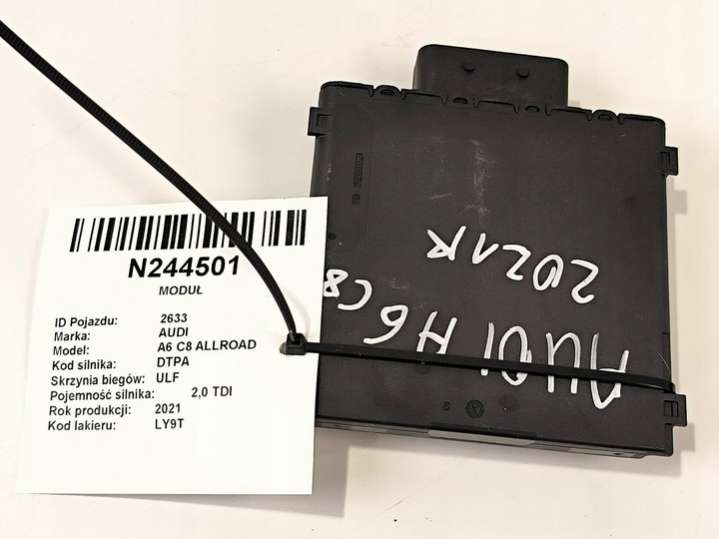 N244501
MODUŁ
ID Pojazdu: 2633
Marka: AUDI
Model: A6 C8 ALLROAD
Kod silnika: DTPA
Skrzynia biegów: ULF
Pojemność silnika: 2,0 TDI
Rok produkcji: 2021
Kod lakieru: LY9T
AUDI A6 C8
2021R